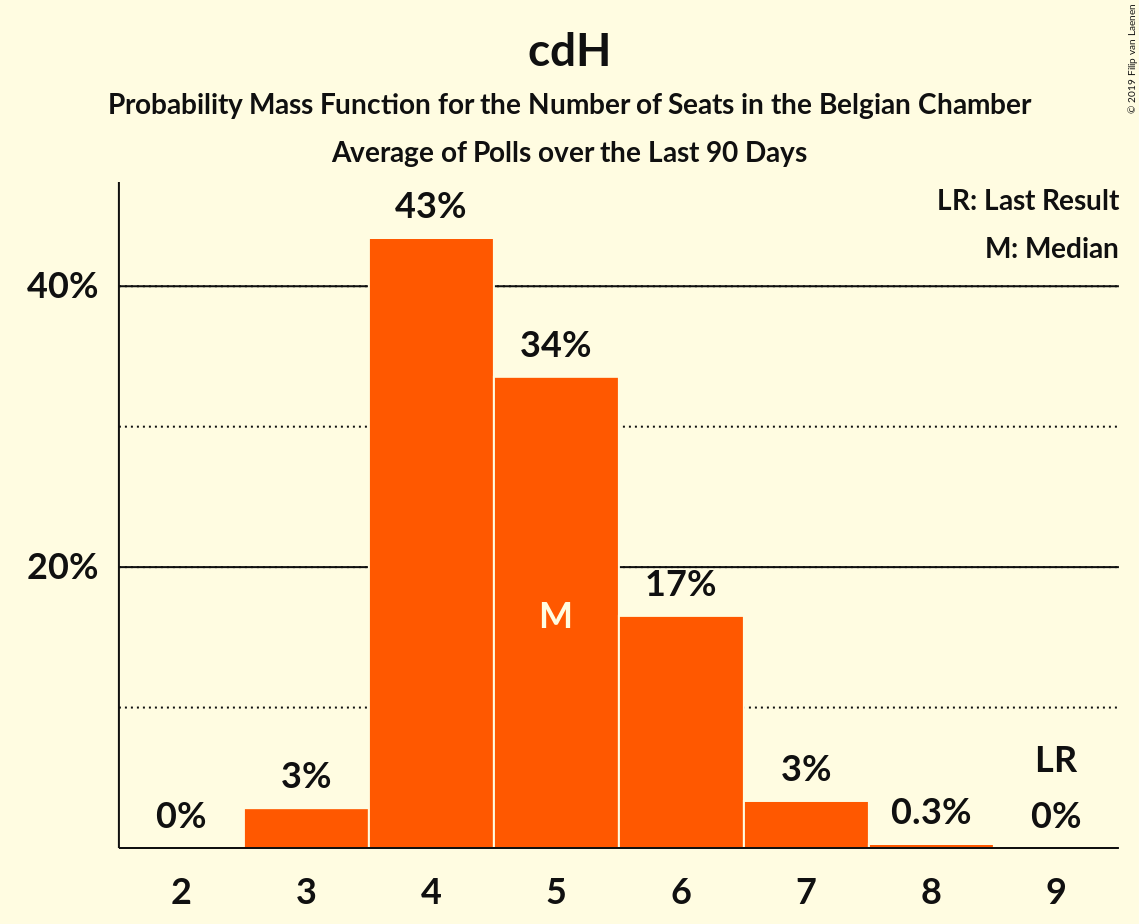 cdH
Probability Mass Function for the Number of Seats in the Belgian Chamber
Average of Polls over the Last 90 Days
© 2019 Filip van Laenen
LR: Last Result
M: Median
40%
20%
0%
3%
43%
34%
17%
3%
0.3%
0%
M
LR
2 3 4 5 6 7 8 9